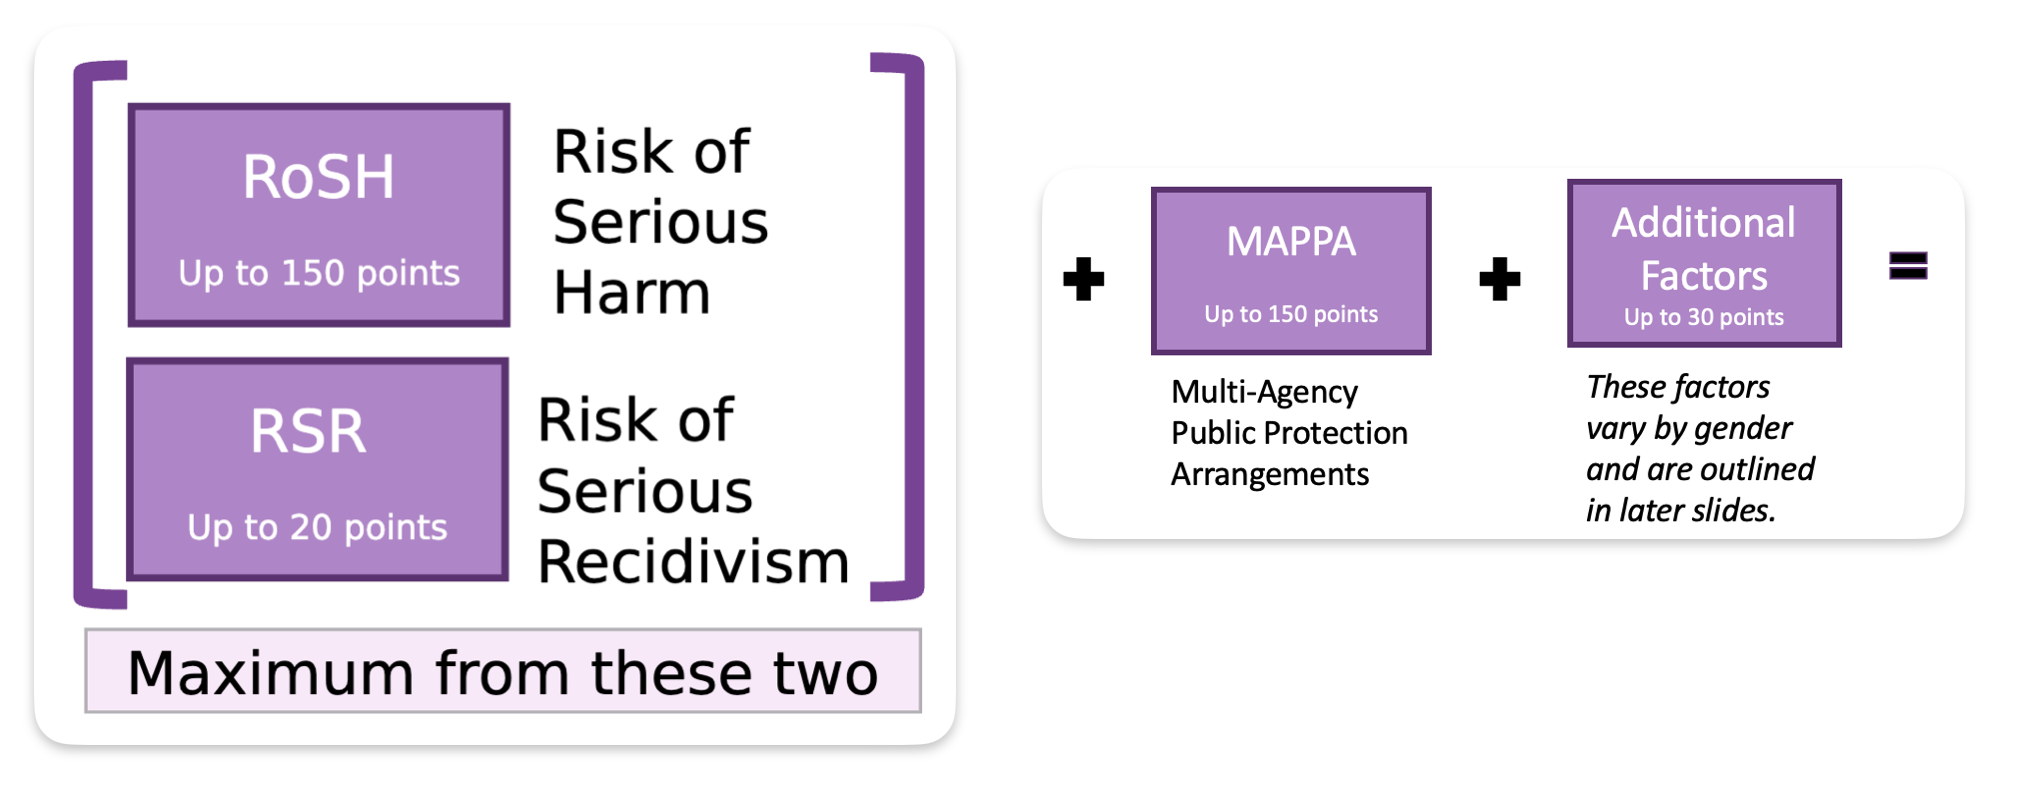 RoSH
Up to 150 points
Risk of
Serious
Harm
RSR
Up to 20 points
Risk of
Serious
Recidivism
Maximum from these two
+
MAPPA
Up to 150 points
Multi-Agency
Public Protection
Arrangements
+
Additional
Factors
Up to 30 points
These factors
vary by gender
and are outlined
in later slides.
=